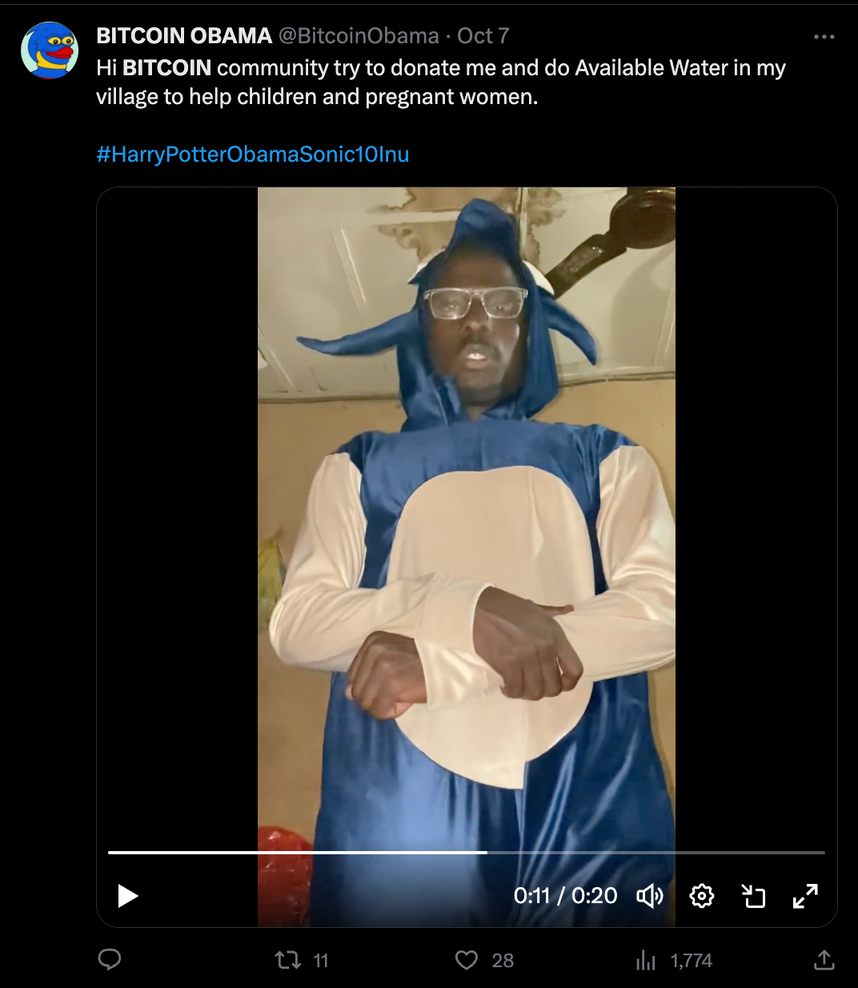 BITCOIN OBAMA @BitcoinObama · Oct 7
Hi BITCOIN community try to donate me and do Available Water in my
village to help children and pregnant women.
#HarryPotterObamaSonic10Inu
0:11 / 0:20
11 28 1,774